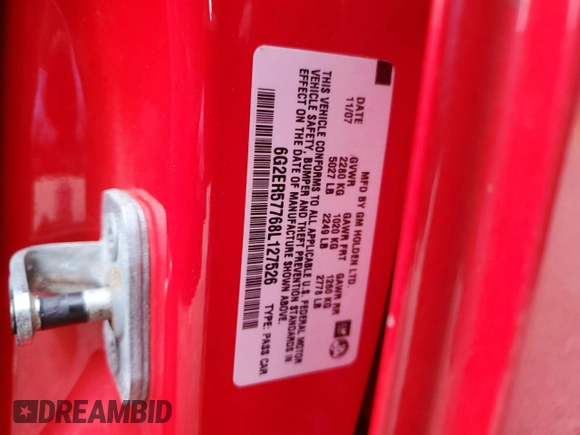 MFD BY GM HOLDEN LTD.
DATE GVWR GAWR FRT GAWR RR
11/07 2280 KG 1020 KG 1260 KG
5027 LB 2249 LB 2778 LB
THIS VEHICLE CONFORMS TO ALL APPLICABLE U.S. FEDERAL MOTOR
VEHICLE SAFETY, BUMPER AND THEFT PREVENTION STANDARDS IN
EFFECT ON THE DATE OF MANUFACTURE SHOWN ABOVE.
6G2ER57768L127526 TYPE: PASS CAR
DREAMBID